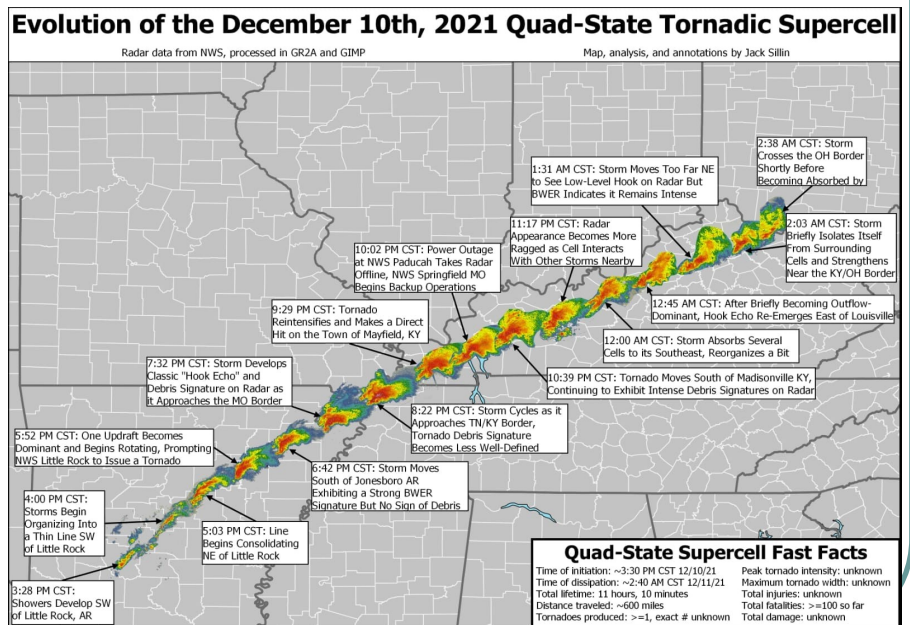 Evolution of the December 10th, 2021 Quad-State Tornadic Supercell
Radar data from NWS, processed in GR2A and GIMP
Map, analysis, and annotations by Jack Sillin
2:38 AM CST: Storm
Crosses the OH Border
Shortly Before
Becoming Absorbed by
1:31 AM CST: Storm Moves Too Far NE
to See Low-Level Hook on Radar But
BWER Indicates it Remains Intense
2:03 AM CST: Storm
Briefly Isolates Itself
From Surrounding
Cells and Strengthens
Near the KY/OH Border
11:17 PM CST: Radar
Appearance Becomes More
Ragged as Cell Interacts
With Other Storms Nearby
10:02 PM CST: Power Outage
at NWS Paducah Takes Radar
Offline, NWS Springfield MO
Begins Backup Operations
12:45 AM CST: After Briefly Becoming Outflow-
Dominant, Hook Echo Re-Emerges East of Louisville
9:29 PM CST: Tornado
Reintensifies and Makes a Direct
Hit on the Town of Mayfield, KY
12:00 AM CST: Storm Absorbs Several
Cells to its Southeast, Reorganizes a Bit
7:32 PM CST: Storm Develops
Classic "Hook Echo" and
Debris Signature on Radar as
it Approaches the MO Border
10:39 PM CST: Tornado Moves South of Madisonville KY,
Continuing to Exhibit Intense Debris Signatures on Radar
8:22 PM CST: Storm Cycles as it
Approaches TN/KY Border,
Tornado Debris Signature
Becomes Less Well-Defined
5:52 PM CST: One Updraft Becomes
Dominant and Begins Rotating, Prompting
NWS Little Rock to Issue a Tornado
6:42 PM CST: Storm Moves
South of Jonesboro AR
Exhibiting a Strong BWER
Signature But No Sign of Debris
4:00 PM CST:
Storms Begin
Organizing Into
a Thin Line SW
of Little Rock
5:03 PM CST: Line
Begins Consolidating
NE of Little Rock
3:28 PM CST:
Showers Develop SW
of Little Rock, AR
Quad-State Supercell Fast Facts
Time of initiation: ~3:30 PM CST 12/10/21
Time of dissipation: ~2:40 AM CST 12/11/21
Total lifetime: 11 hours, 10 minutes
Distance traveled: ~600 miles
Tornadoes produced: >=1, exact # unknown
Peak tornado intensity: unknown
Maximum tornado width: unknown
Total injuries: unknown
Total fatalities: >=100 so far
Total damage: unknown